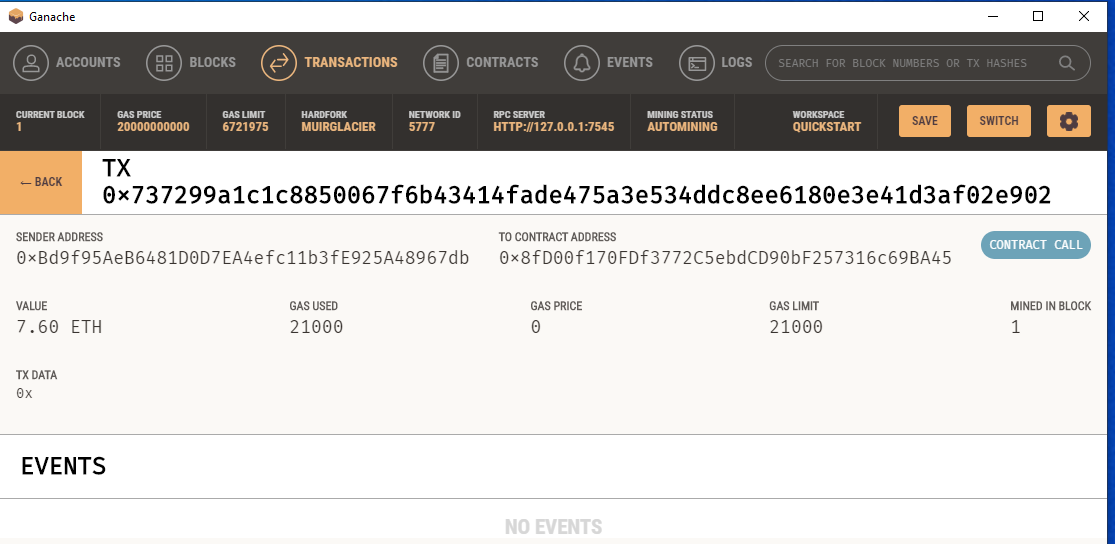 Ganache
ACCOUNTS BLOCKS TRANSACTIONS CONTRACTS EVENTS LOGS SEARCH FOR BLOCK NUMBERS OR TX HASHES
CURRENT BLOCK GAS PRICE GAS LIMIT HARDFORK NETWORK ID RPC SERVER MINING STATUS WORKSPACE
1 20000000000 6721975 MUIRGLACIER 5777 HTTP://127.0.0.1:7545 AUTOMINING QUICKSTART SAVE SWITCH
← BACK
TX
0×737299a1c1c8850067f6b43414fade475a3e534ddc8ee6180e3e41d3af02e902
SENDER ADDRESS TO CONTRACT ADDRESS
0×Bd9f95AeB6481D0D7EA4efc11b3fE925A48967db 0×8fD00f170FDf3772C5ebdCD90bF257316c69BA45 CONTRACT CALL
VALUE GAS USED GAS PRICE GAS LIMIT MINED IN BLOCK
7.60 ETH 21000 0 21000 1
TX DATA
0x
EVENTS
NO EVENTS